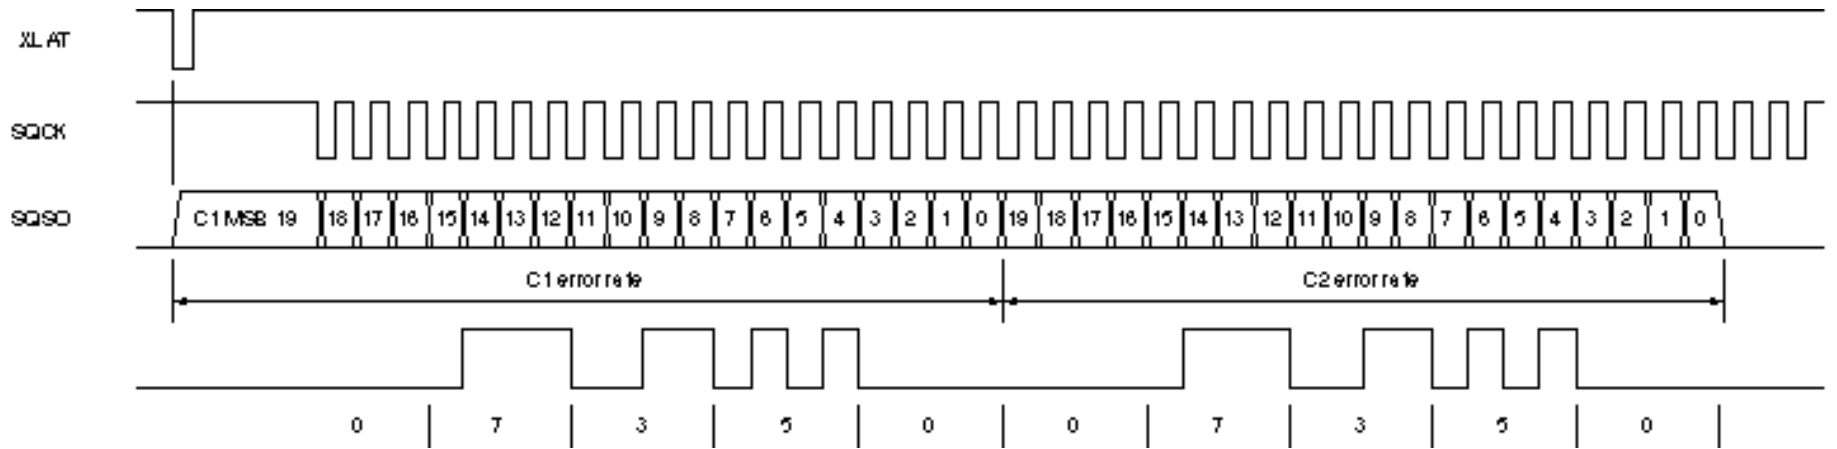 XLAT
SQCK
SQSO C1 MSB 19 18 17 16 15 14 13 12 11 10 9 8 7 6 5 4 3 2 1 0 19 18 17 16 15 14 13 12 11 10 9 8 7 6 5 4 3 2 1 0
C1 error rate C2 error rate
0 7 3 5 0 0 7 3 5 0